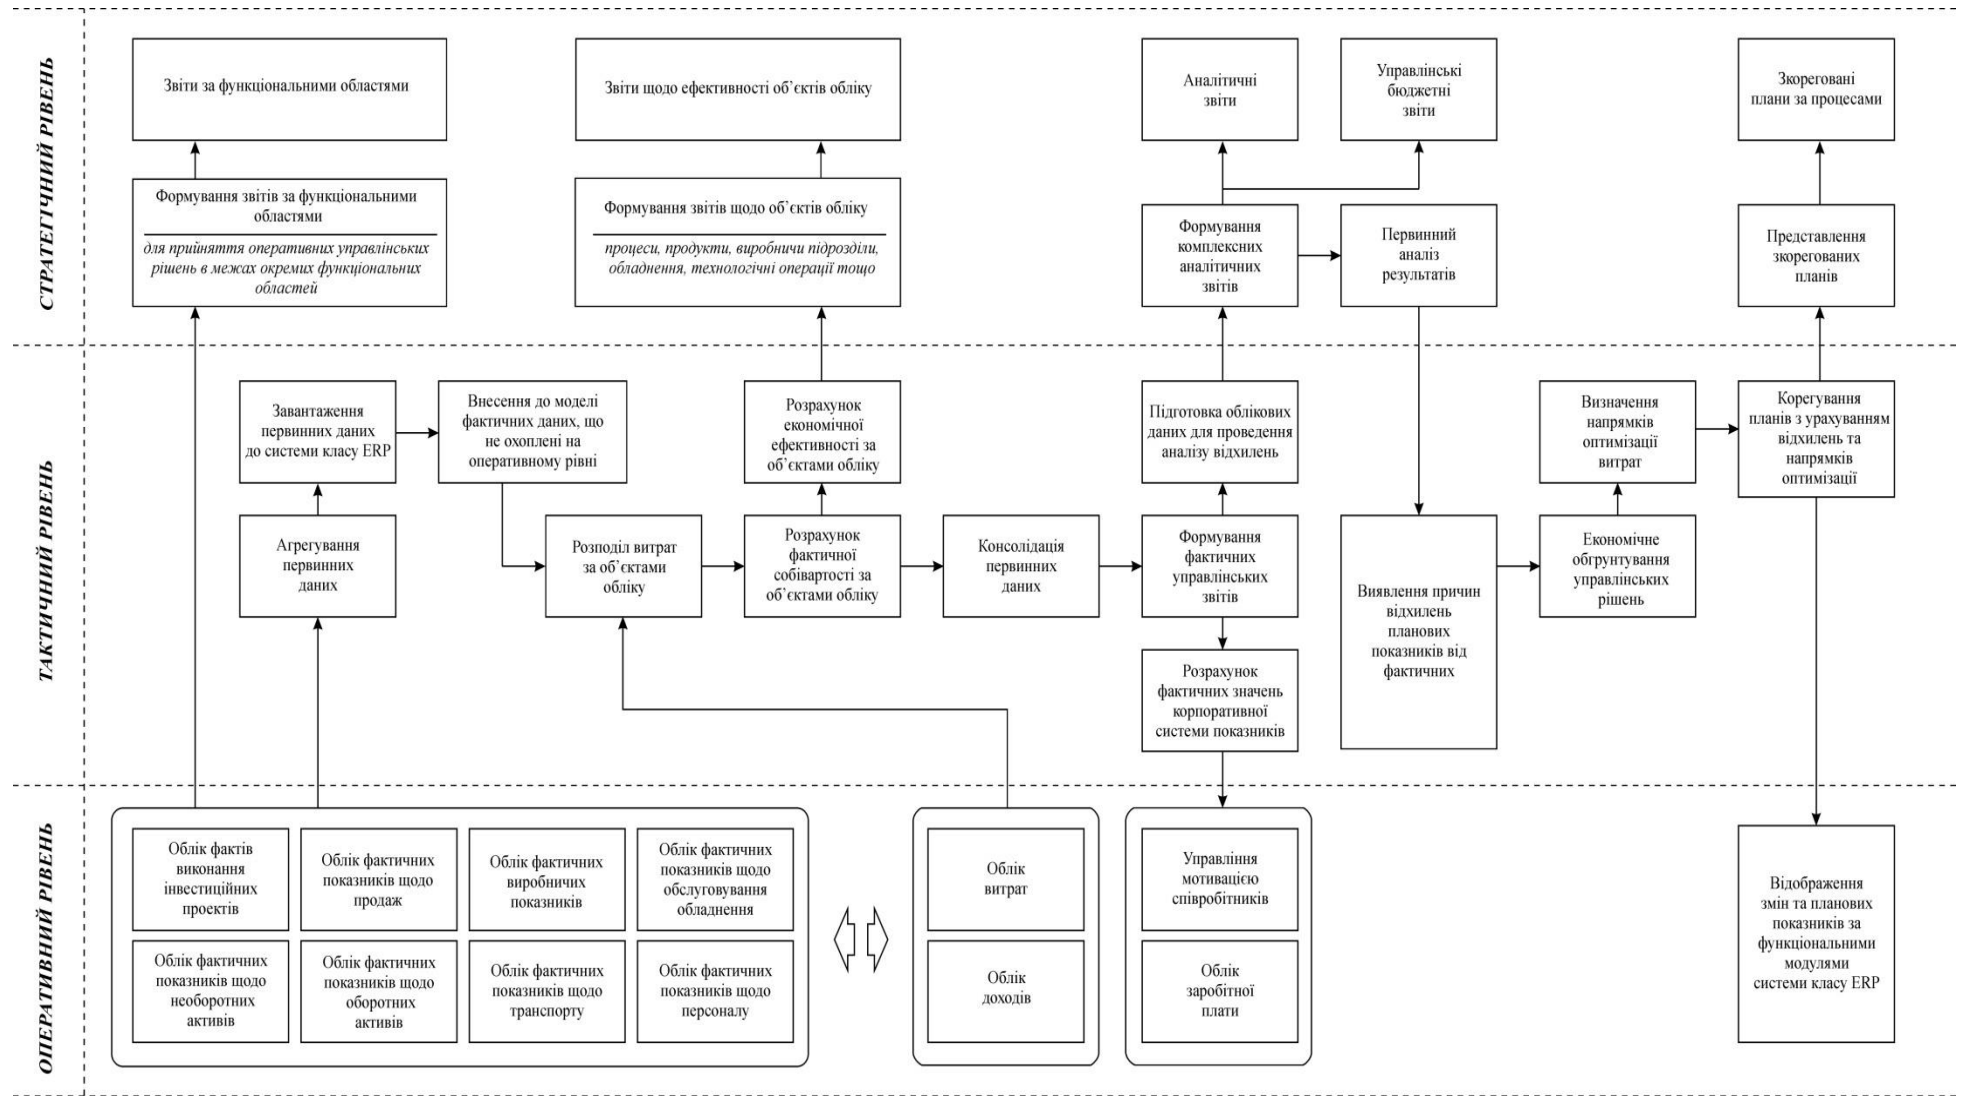 СТРАТЕГІЧНИЙ РІВЕНЬ
Звіти за функціональними областями
Звіти щодо ефективності об’єктів обліку
Аналітичні
звіти
Управлінські
бюджетні
звіти
Зкореговані
плани за процесами
Формування звітів за функціональними
областями
для прийняття оперативних управлінських
рішень в межах окремих функціональних
областей
Формування звітів щодо об’єктів обліку
процеси, продукти, виробничи підрозділи,
обладнення, технологічні операції тощо
Формування
комплексних
аналітичних
звітів
Первинний
аналіз
результатів
Представлення
зкорегованих
планів
ТАКТИЧНИЙ РІВЕНЬ
Завантаження
первинних даних
до системи класу ERP
Внесення до моделі
фактичних даних, що
не охоплені на
оперативному рівні
Розрахунок
економічної
ефективності за
об’єктами обліку
Підготовка облікових
даних для проведення
аналізу відхилень
Визначення
напрямків
оптимізації
витрат
Корегування
планів з урахуванням
відхилень та
напрямків
оптимізації
Агрегування
первинних
даних
Розподіл витрат
за об’єктами
обліку
Розрахунок
фактичної
собівартості за
об’єктами обліку
Консолідація
первинних
даних
Формування
фактичних
управлінських
звітів
Виявлення причин
відхилень
планових
показників від
фактичних
Економічне
обгрунтування
управлінських
рішень
Розрахунок
фактичних значень
корпоративної
системи показників
ОПЕРАТИВНИЙ РІВЕНЬ
Облік фактів
виконання
інвестиційних
проектів
Облік фактичних
показників щодо
продаж
Облік фактичних
виробничих
показників
Облік фактичних
показників щодо
обслуговування
обладнення
Облік
витрат
Управління
мотивацією
співробітників
Відображення
змін та планових
показників за
функціональними
модулями
системи класу ERP
Облік фактичних
показників щодо
необоротних
активів
Облік фактичних
показників щодо
оборотних
активів
Облік фактичних
показників щодо
транспорту
Облік фактичних
показників щодо
персоналу
Облік
доходів
Облік
заробітної
плати